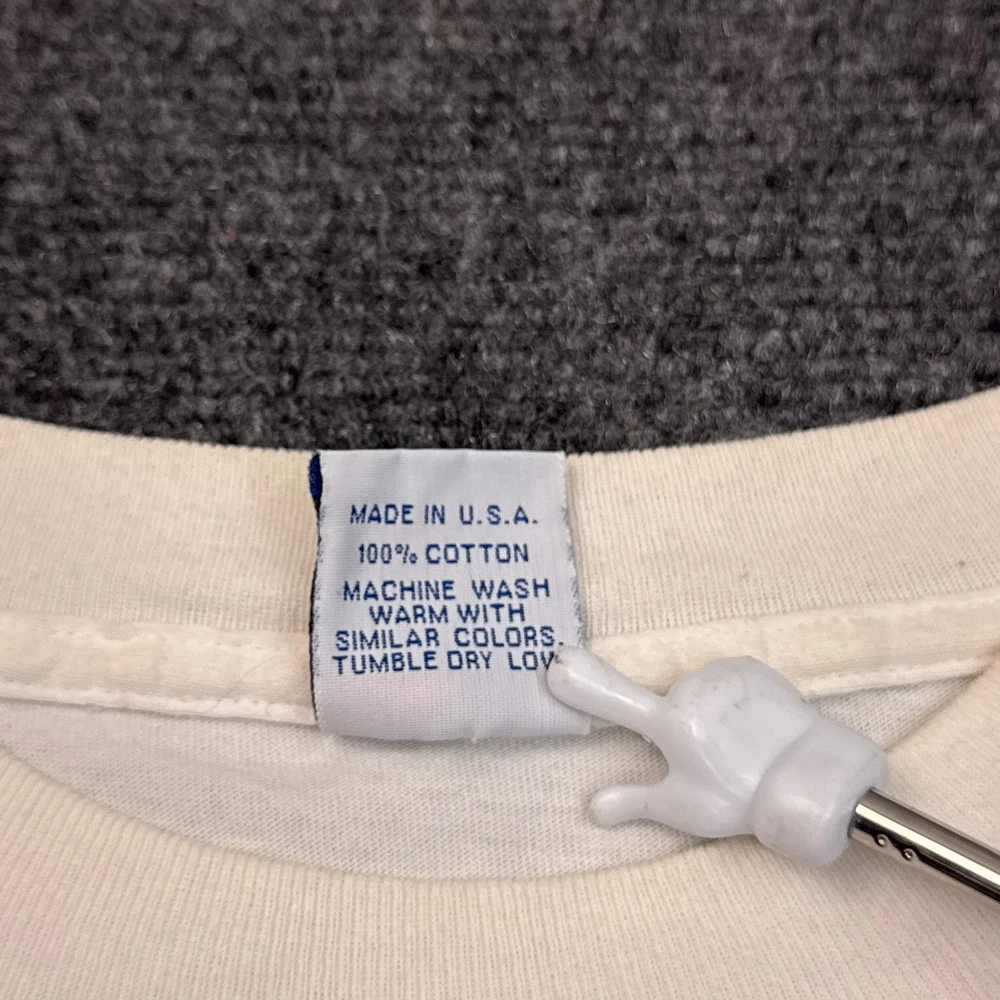 MADE IN U.S.A.
100% COTTON
MACHINE WASH
WARM WITH
SIMILAR COLORS.
TUMBLE DRY LOW